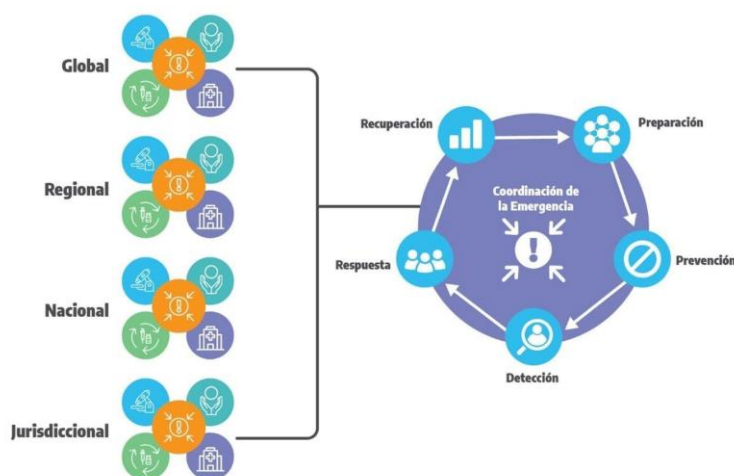 Global
Regional
Nacional
Jurisdiccional
Recuperación
Preparación
Coordinación de
la Emergencia
Respuesta
Prevención
Detección